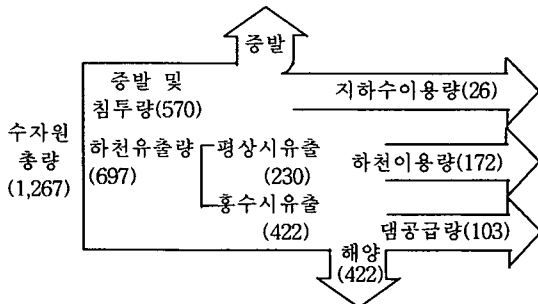 증발
증발 및
침투량(570)
지하수이용량(26)
수자원
총량
(1,267)
하천유출량
(697)
평상시유출
(230)
하천이용량(172)
홍수시유출
(422)
댐공급량(103)
해양
(422)